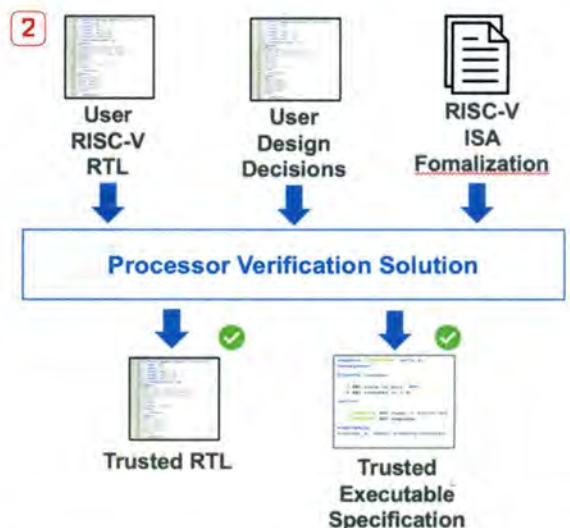 2
User
RISC-V
RTL
User
Design
Decisions
RISC-V
ISA
Fomalization
Processor Verification Solution
Trusted RTL
Trusted
Executable
Specification